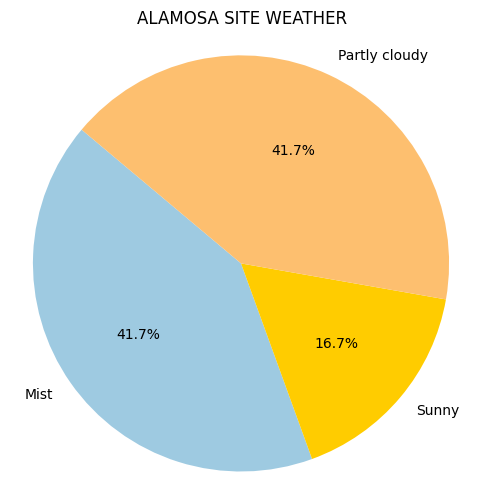 ALAMOSA SITE WEATHER
Partly cloudy
41.7%
41.7%
16.7%
Mist
Sunny